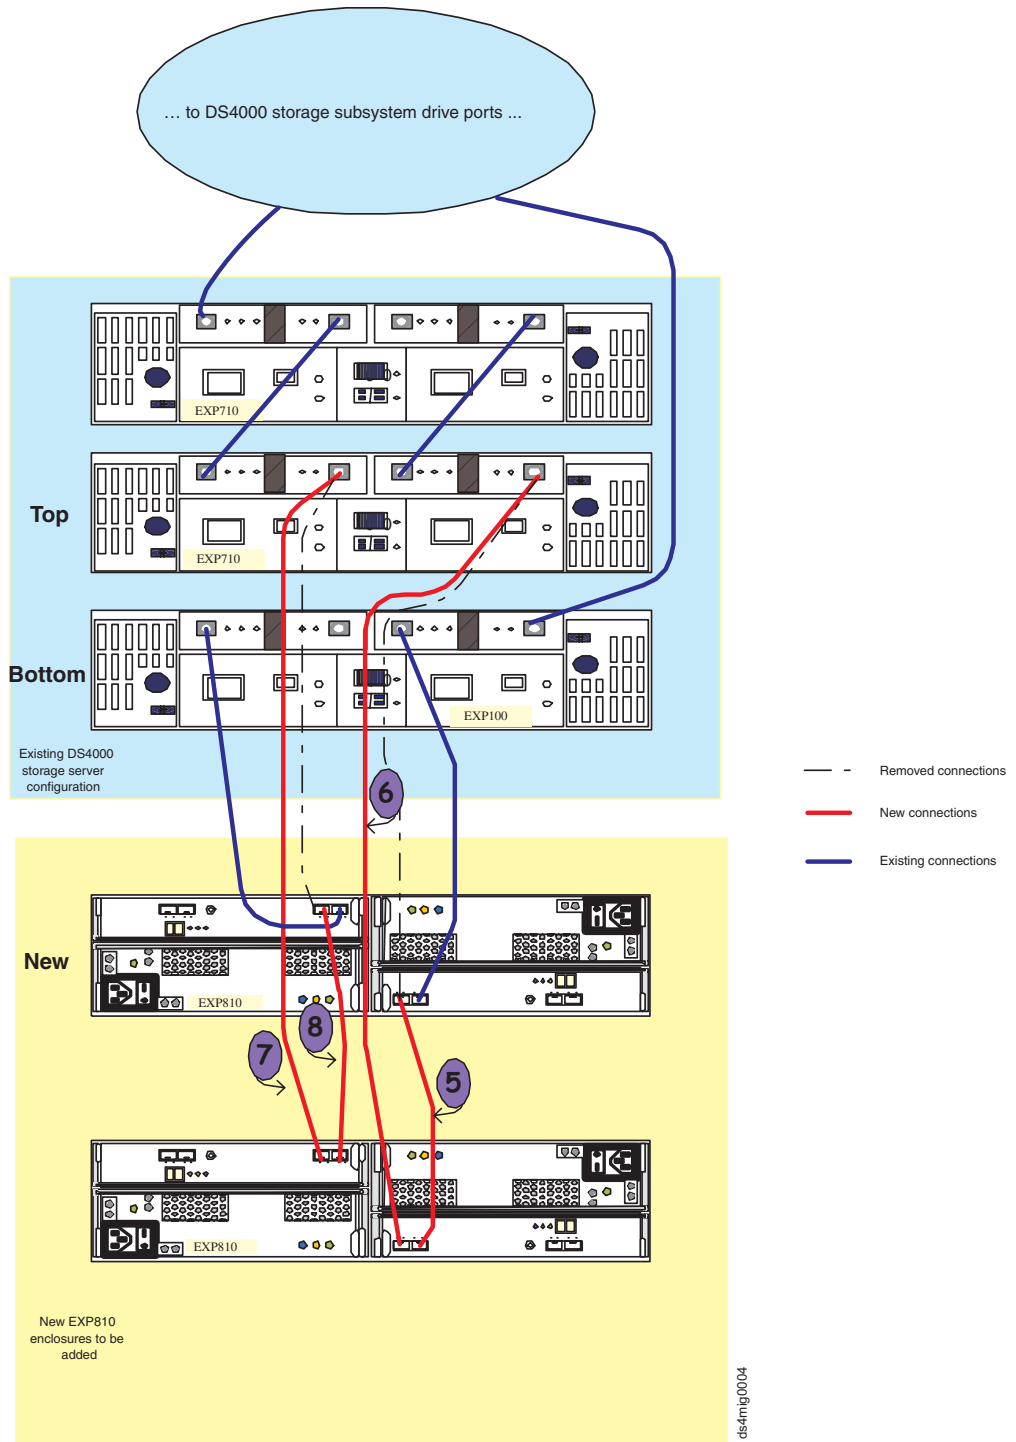 ... to DS4000 storage subsystem drive ports ...
EXP710
Top
EXP710
Bottom
EXP100
Existing DS4000
storage server
configuration
6
Removed connections
New connections
Existing connections
New
EXP810
8
7
5
EXP810
New EXP810
enclosures to be
added
ds4mig0004